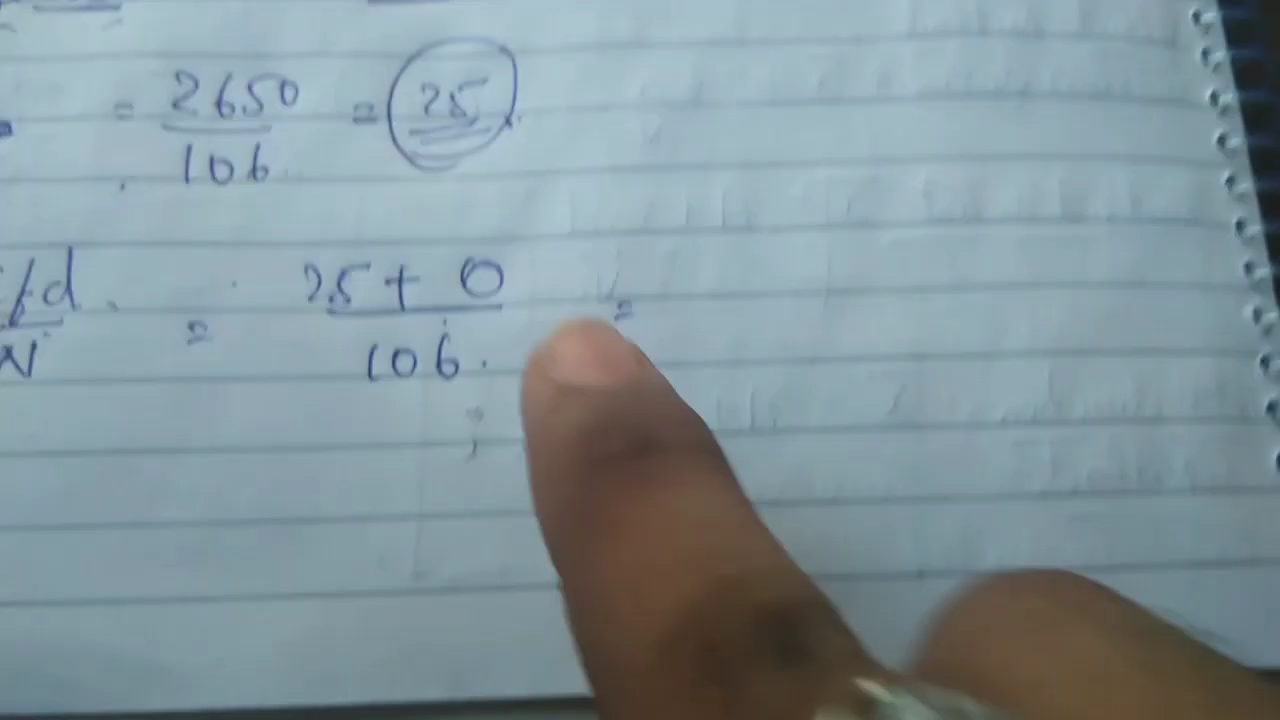 = 2650 = 25
106
fd = 25 + 0 =
N 106.